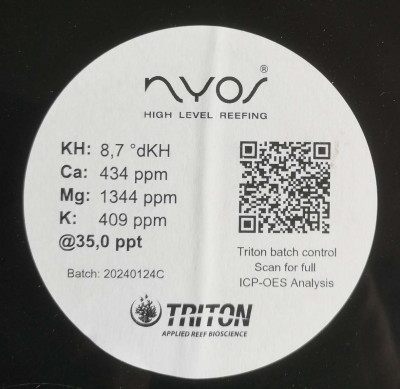 nyos®
HIGH LEVEL REEFING
KH: 8,7 °dKH
Ca: 434 ppm
Mg: 1344 ppm
K: 409 ppm
@35,0 ppt
Batch: 20240124C
Triton batch control
Scan for full
ICP-OES Analysis
TRITON
APPLIED REEF BIOSCIENCE